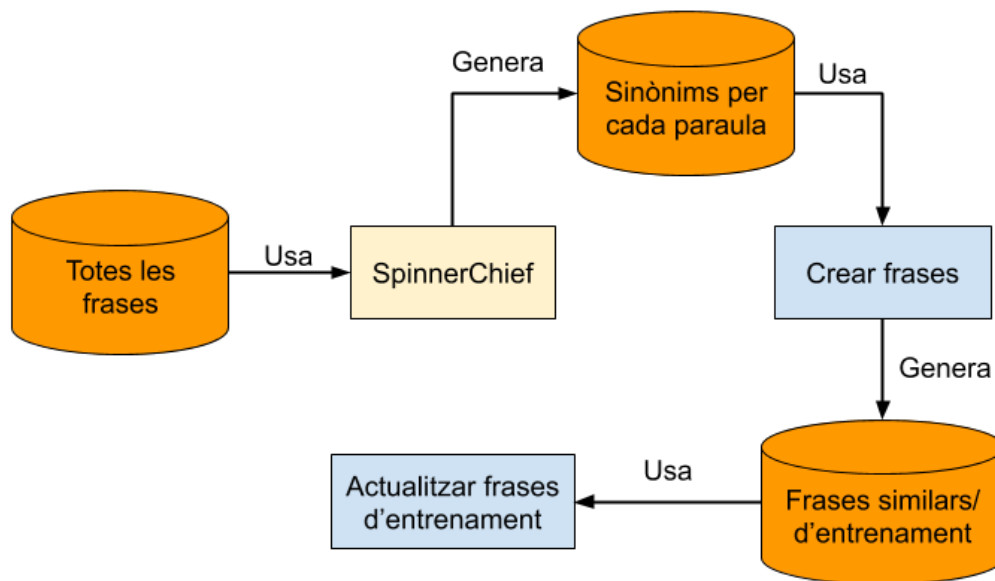 Genera
Sinònims per
cada paraula
Usa
Totes les
frases
Usa
SpinnerChief
Crear frases
Genera
Actualitzar frases
d'entrenament
Usa
Frases similars/
d'entrenament